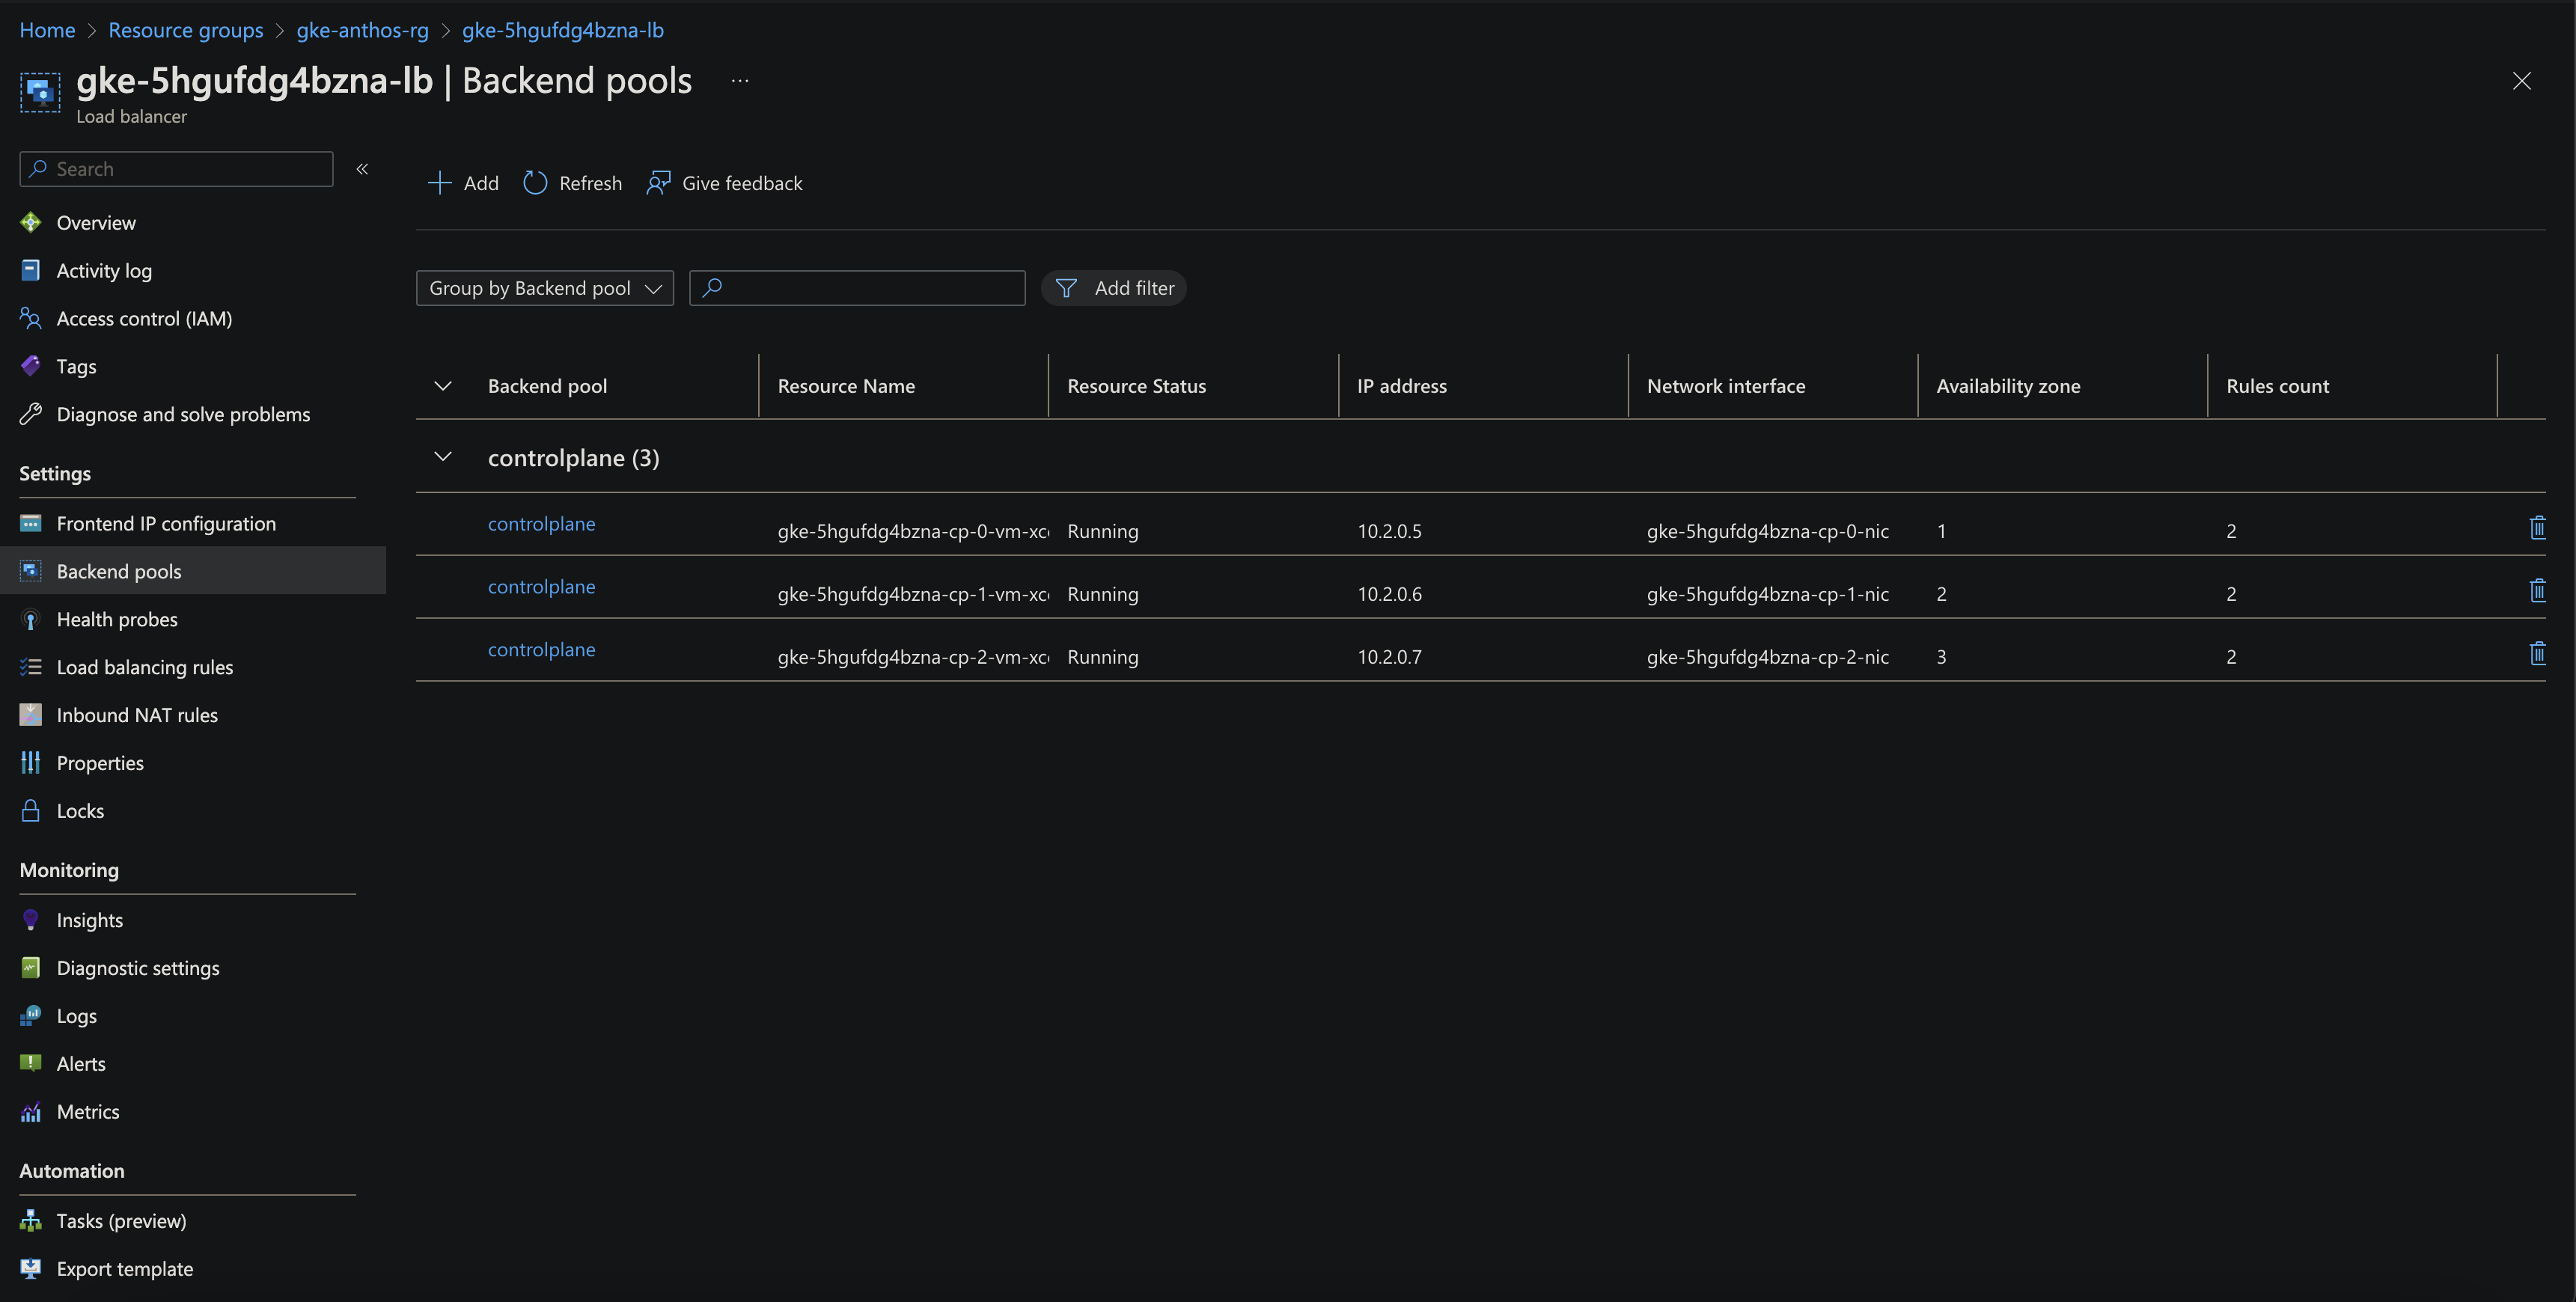 Home > Resource groups > gke-anthos-rg > gke-5hgufdg4bzna-lb
gke-5hgufdg4bzna-lb | Backend pools ...
Load balancer
Search «
Add Refresh Give feedback
Overview
Activity log
Access control (IAM)
Tags
Diagnose and solve problems
Settings
Frontend IP configuration
Backend pools
Health probes
Load balancing rules
Inbound NAT rules
Properties
Locks
Monitoring
Insights
Diagnostic settings
Logs
Alerts
Metrics
Automation
Tasks (preview)
Export template
Group by Backend pool Add filter
Backend pool Resource Name Resource Status IP address Network interface Availability zone Rules count
controlplane (3)
controlplane gke-5hgufdg4bzna-cp-0-vm-xc Running 10.2.0.5 gke-5hgufdg4bzna-cp-0-nic 1 2
controlplane gke-5hgufdg4bzna-cp-1-vm-xc Running 10.2.0.6 gke-5hgufdg4bzna-cp-1-nic 2 2
controlplane gke-5hgufdg4bzna-cp-2-vm-xc Running 10.2.0.7 gke-5hgufdg4bzna-cp-2-nic 3 2